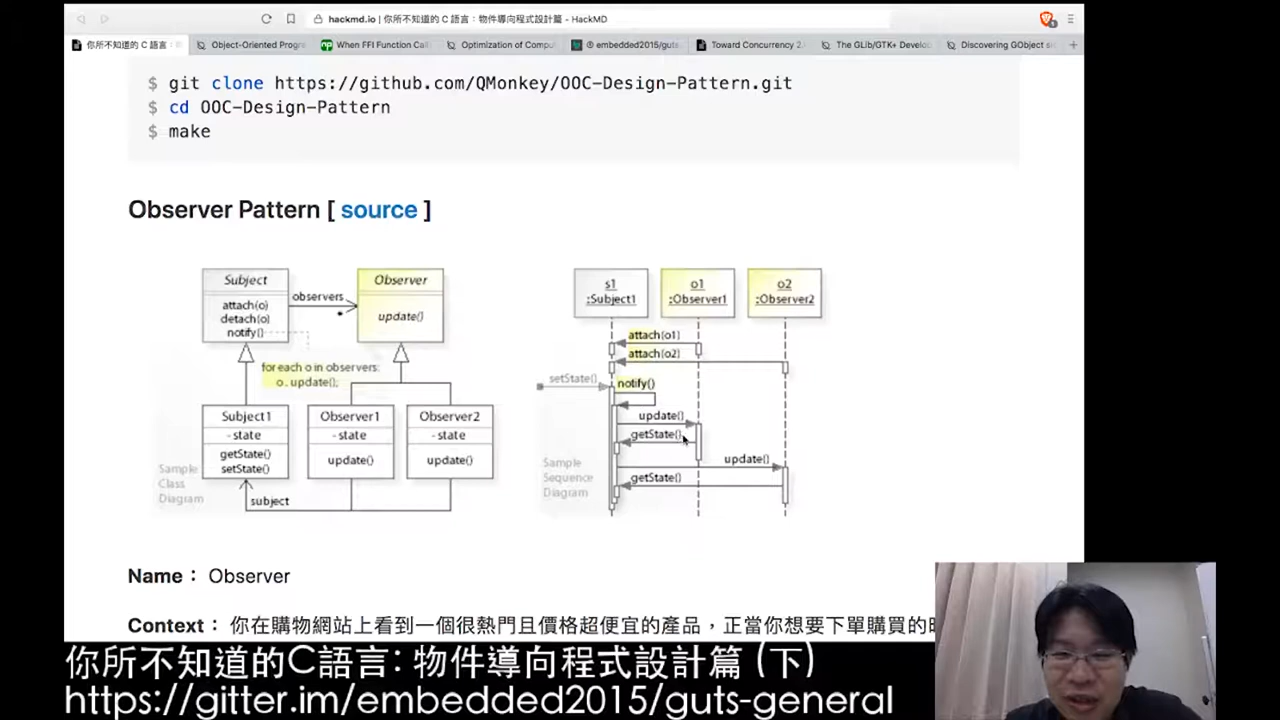 hackmd.io | 你所不知道的 C 語言：物件導向程式設計篇 - HackMD
你所不知道的 C 語言：
Object-Oriented Progra
When FFI Function Call
Optimization of Compu
embedded2015/guts-
Toward Concurrency 2.
The GLib/GTK+ Develo
Discovering GObject
$ git clone https://github.com/QMonkey/OOC-Design-Pattern.git
$ cd OOC-Design-Pattern
$ make
Observer Pattern [ source ]
Subject
attach(o)
detach(o)
notify()
observers
Observer
update()
for each o in observers:
o . update();
Subject1
- state
getState()
setState()
Observer1
- state
update()
Observer2
- state
update()
Sample
Class
Diagram
subject
s1
:Subject1
o1
:Observer1
o2
:Observer2
attach(o1)
attach(o2)
setState()
notify()
update()
getState()
update()
getState()
Sample
Sequence
Diagram
Name： Observer
Context： 你在購物網站上看到一個很熱門且價格超便宜的產品，正當你想要下單購買的
你所不知道的C語言: 物件導向程式設計篇 (下)
https://gitter.im/embedded2015/guts-general